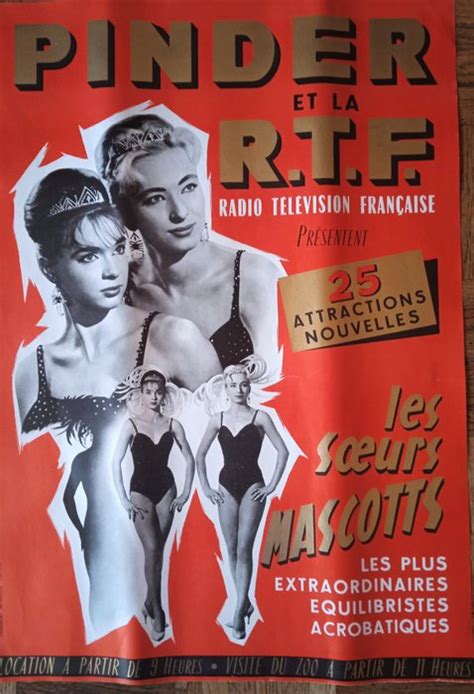 PINDER
ET LA
R.T.F.
RADIO TÉLÉVISION FRANÇAISE
PRÉSENTENT
25
ATTRACTIONS
NOUVELLES
les
sœurs
MASCOTTS
LES PLUS
EXTRAORDINAIRES
EQUILIBRISTES
ACROBATIQUES
LOCATION A PARTIR DE 9 HEURES • VISITE DU ZOO A PARTIR DE 11 HEURES